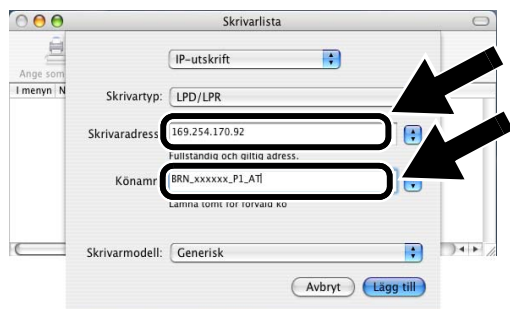 Skrivarlista
IP-utskrift
Ange som
I menyn N
Skrivartyp: LPD/LPR
Skrivaradress 169.254.170.92
Fullständig och giltig adress.
Könamr BRN_xxxxxx_P1_AT
Lämna tomt för förvald kö
Skrivarmodell: Generisk
Avbryt Lägg till